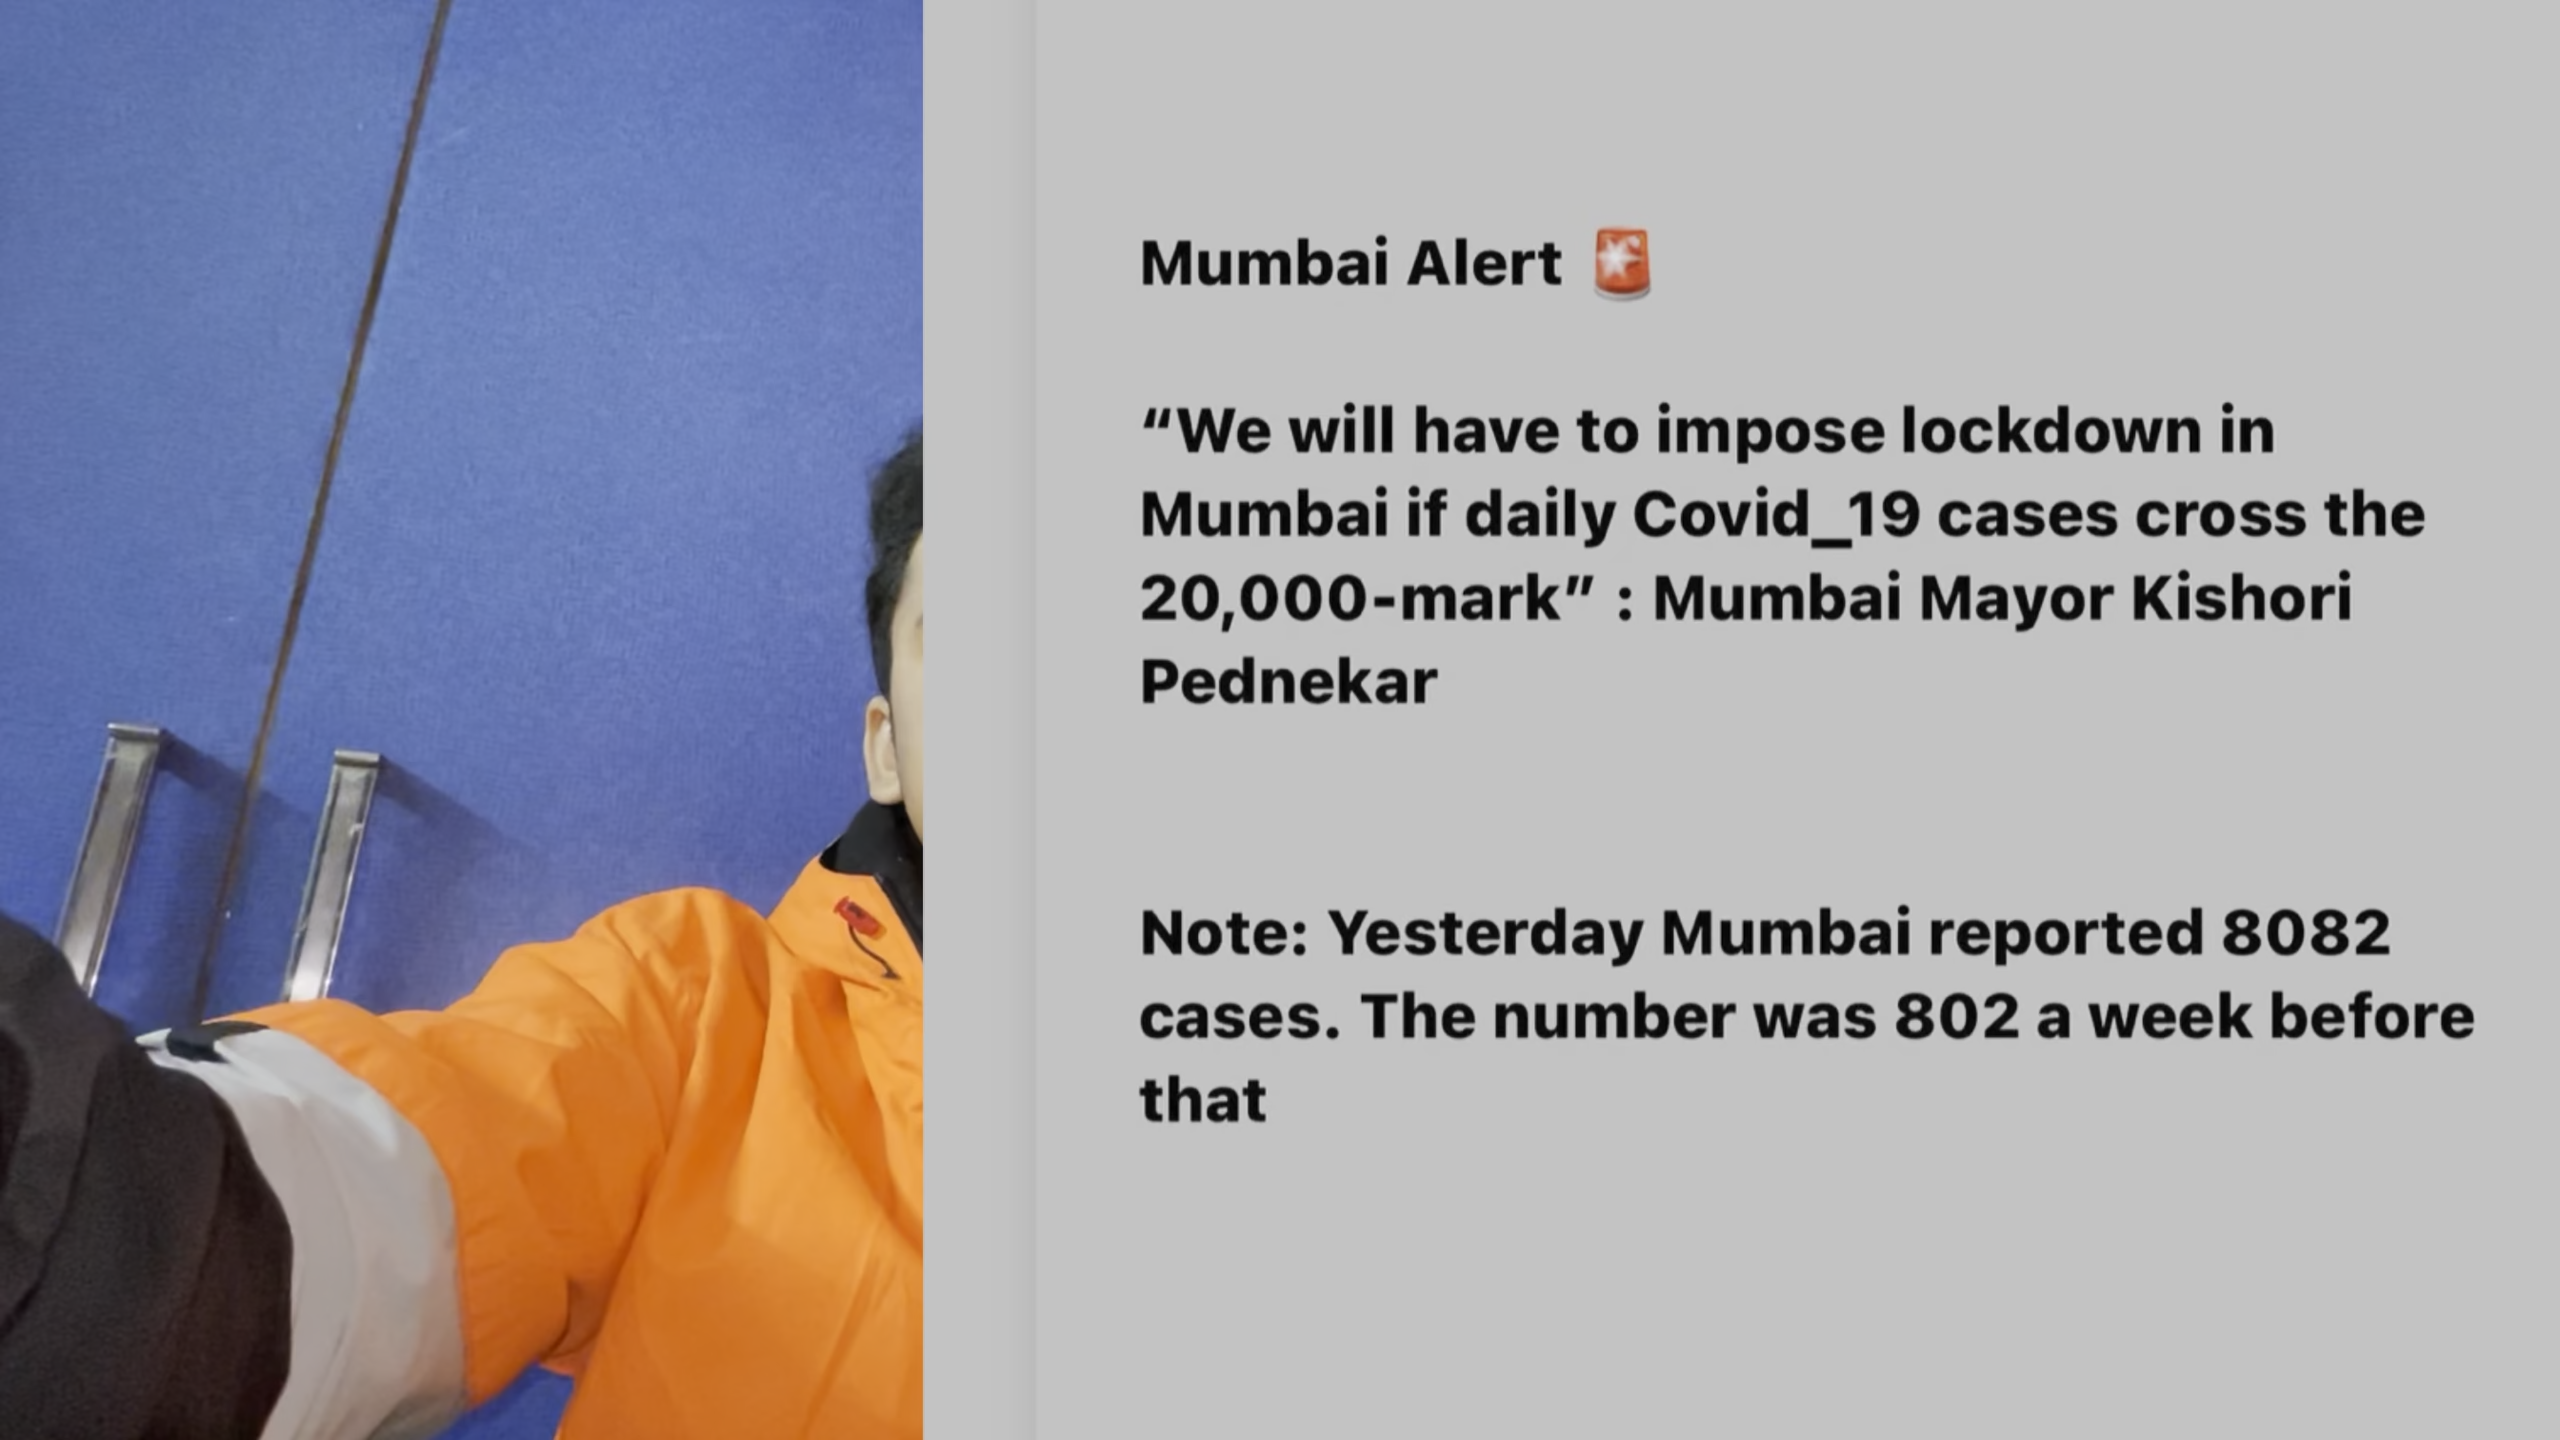 Mumbai Alert 🚨
“We will have to impose lockdown in
Mumbai if daily Covid_19 cases cross the
20,000-mark” : Mumbai Mayor Kishori
Pednekar
Note: Yesterday Mumbai reported 8082
cases. The number was 802 a week before
that